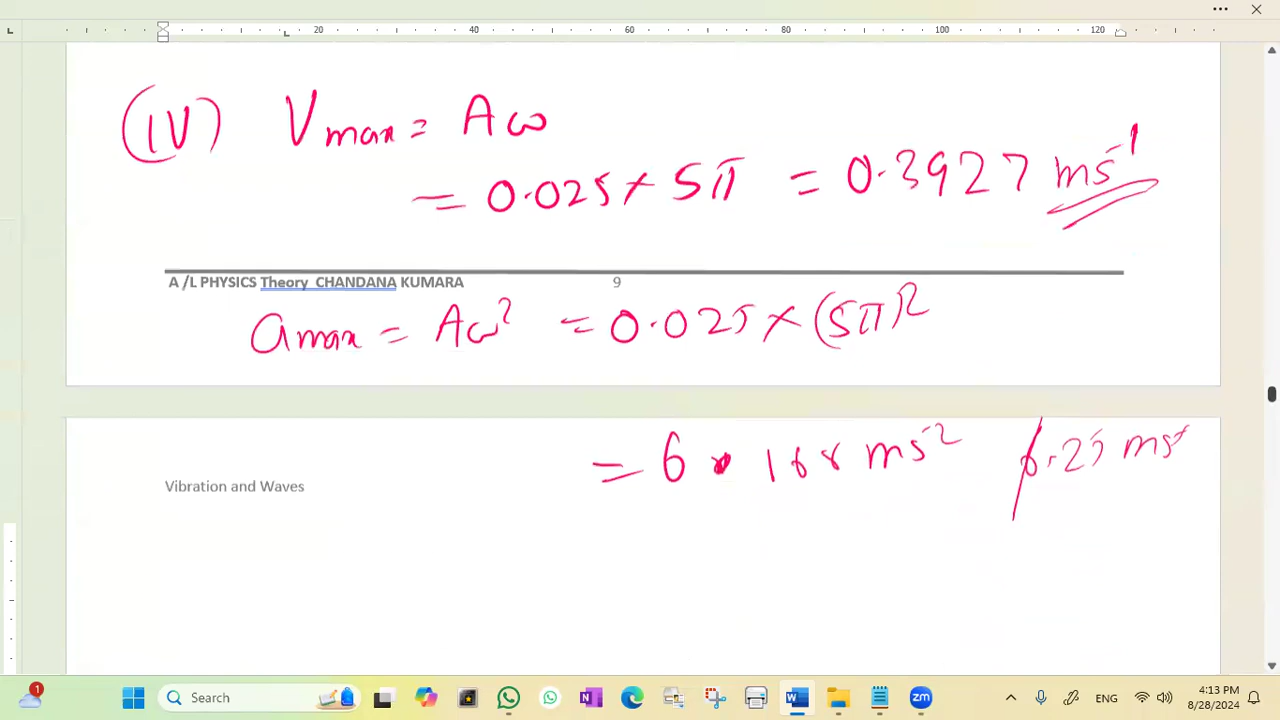 20 40 60 80 100 120
(IV) Vmax = Aω
= 0.025 × 5π = 0.3927 ms⁻¹
A /L PHYSICS Theory CHANDANA KUMARA 9
amax = Aω² = 0.025 × (5π)²
= 6.168 ms⁻² 6.25 ms
Vibration and Waves
1 Search ENG 4:13 PM
8/28/2024